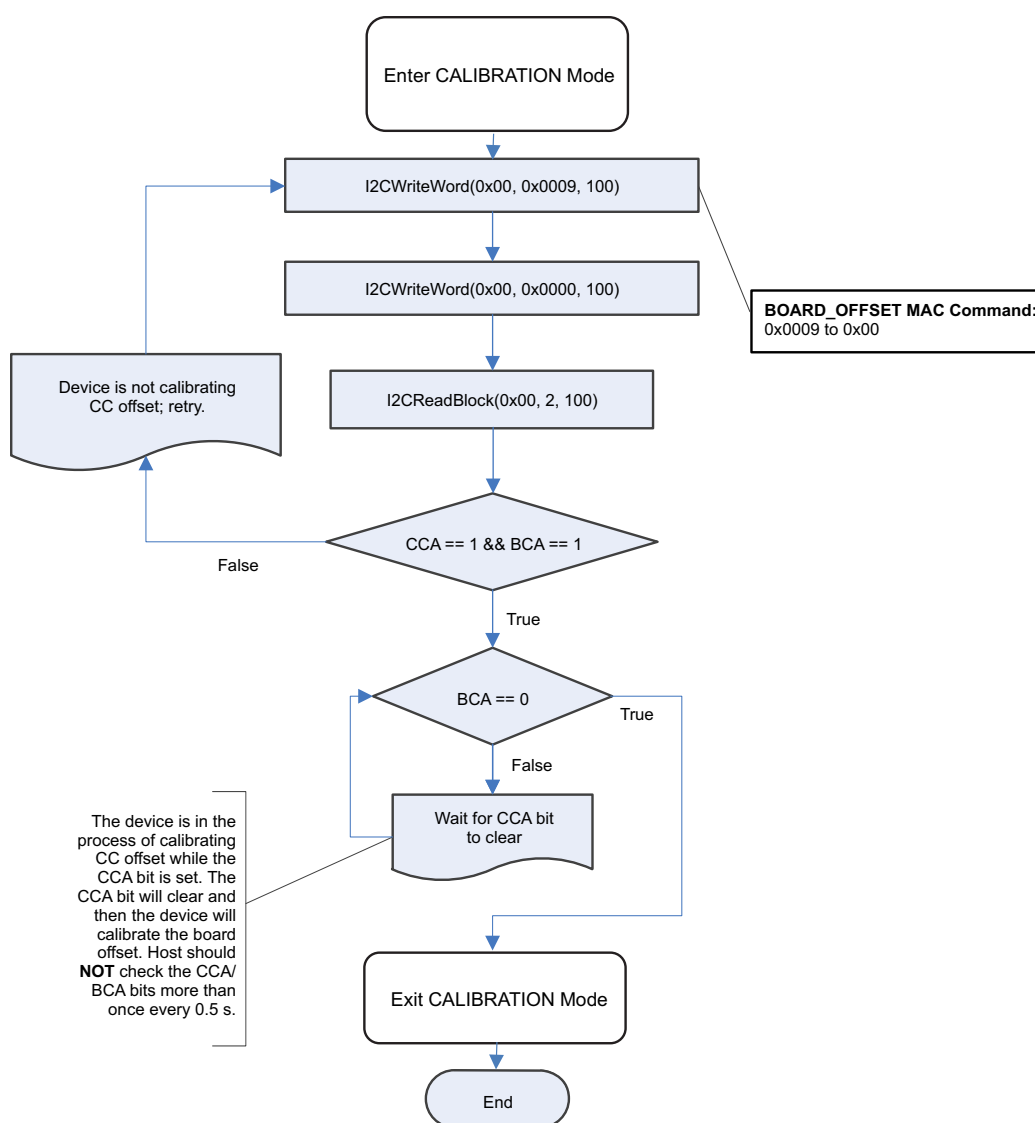 Enter CALIBRATION Mode
I2CWriteWord(0x00, 0x0009, 100)
I2CWriteWord(0x00, 0x0000, 100)
BOARD_OFFSET MAC Command:
0x0009 to 0x00
Device is not calibrating
CC offset; retry.
I2CReadBlock(0x00, 2, 100)
CCA == 1 && BCA == 1
False
True
BCA == 0
True
False
Wait for CCA bit
to clear
The device is in the
process of calibrating
CC offset while the
CCA bit is set. The
CCA bit will clear and
then the device will
calibrate the board
offset. Host should
NOT check the CCA/
BCA bits more than
once every 0.5 s.
Exit CALIBRATION Mode
End